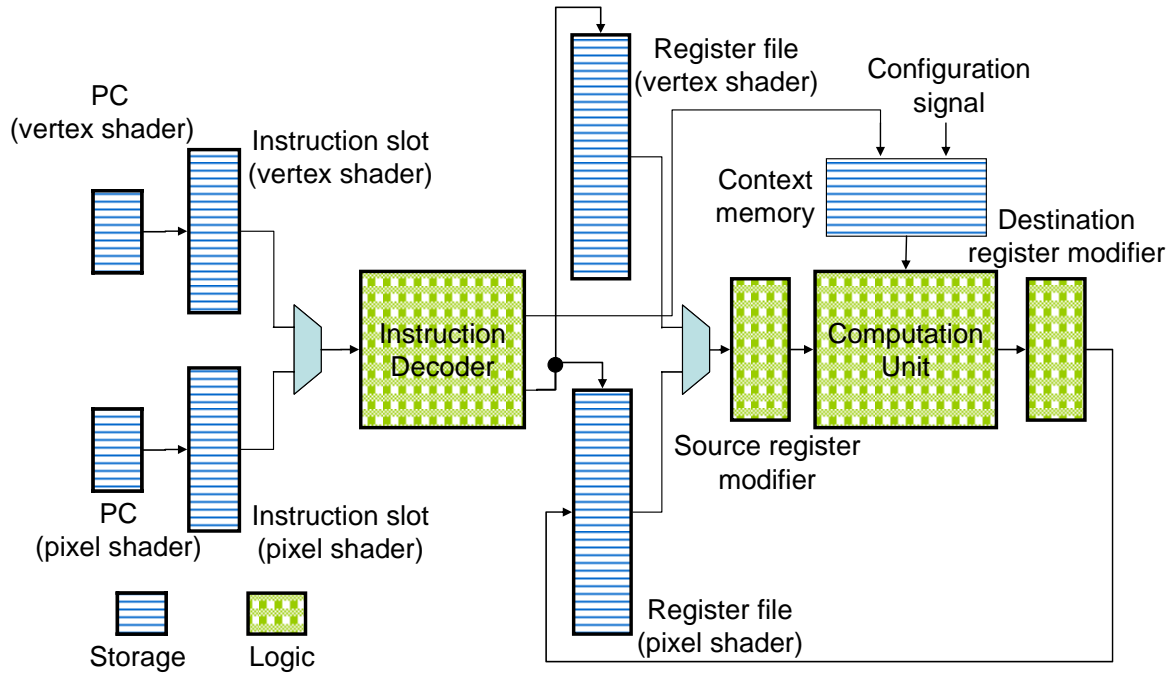 Register file
(vertex shader)
Configuration
signal
PC
(vertex shader)
Instruction slot
(vertex shader)
Context
memory
Destination
register modifier
Instruction
Decoder
Computation
Unit
Source register
modifier
PC
(pixel shader)
Instruction slot
(pixel shader)
Register file
(pixel shader)
Storage
Logic